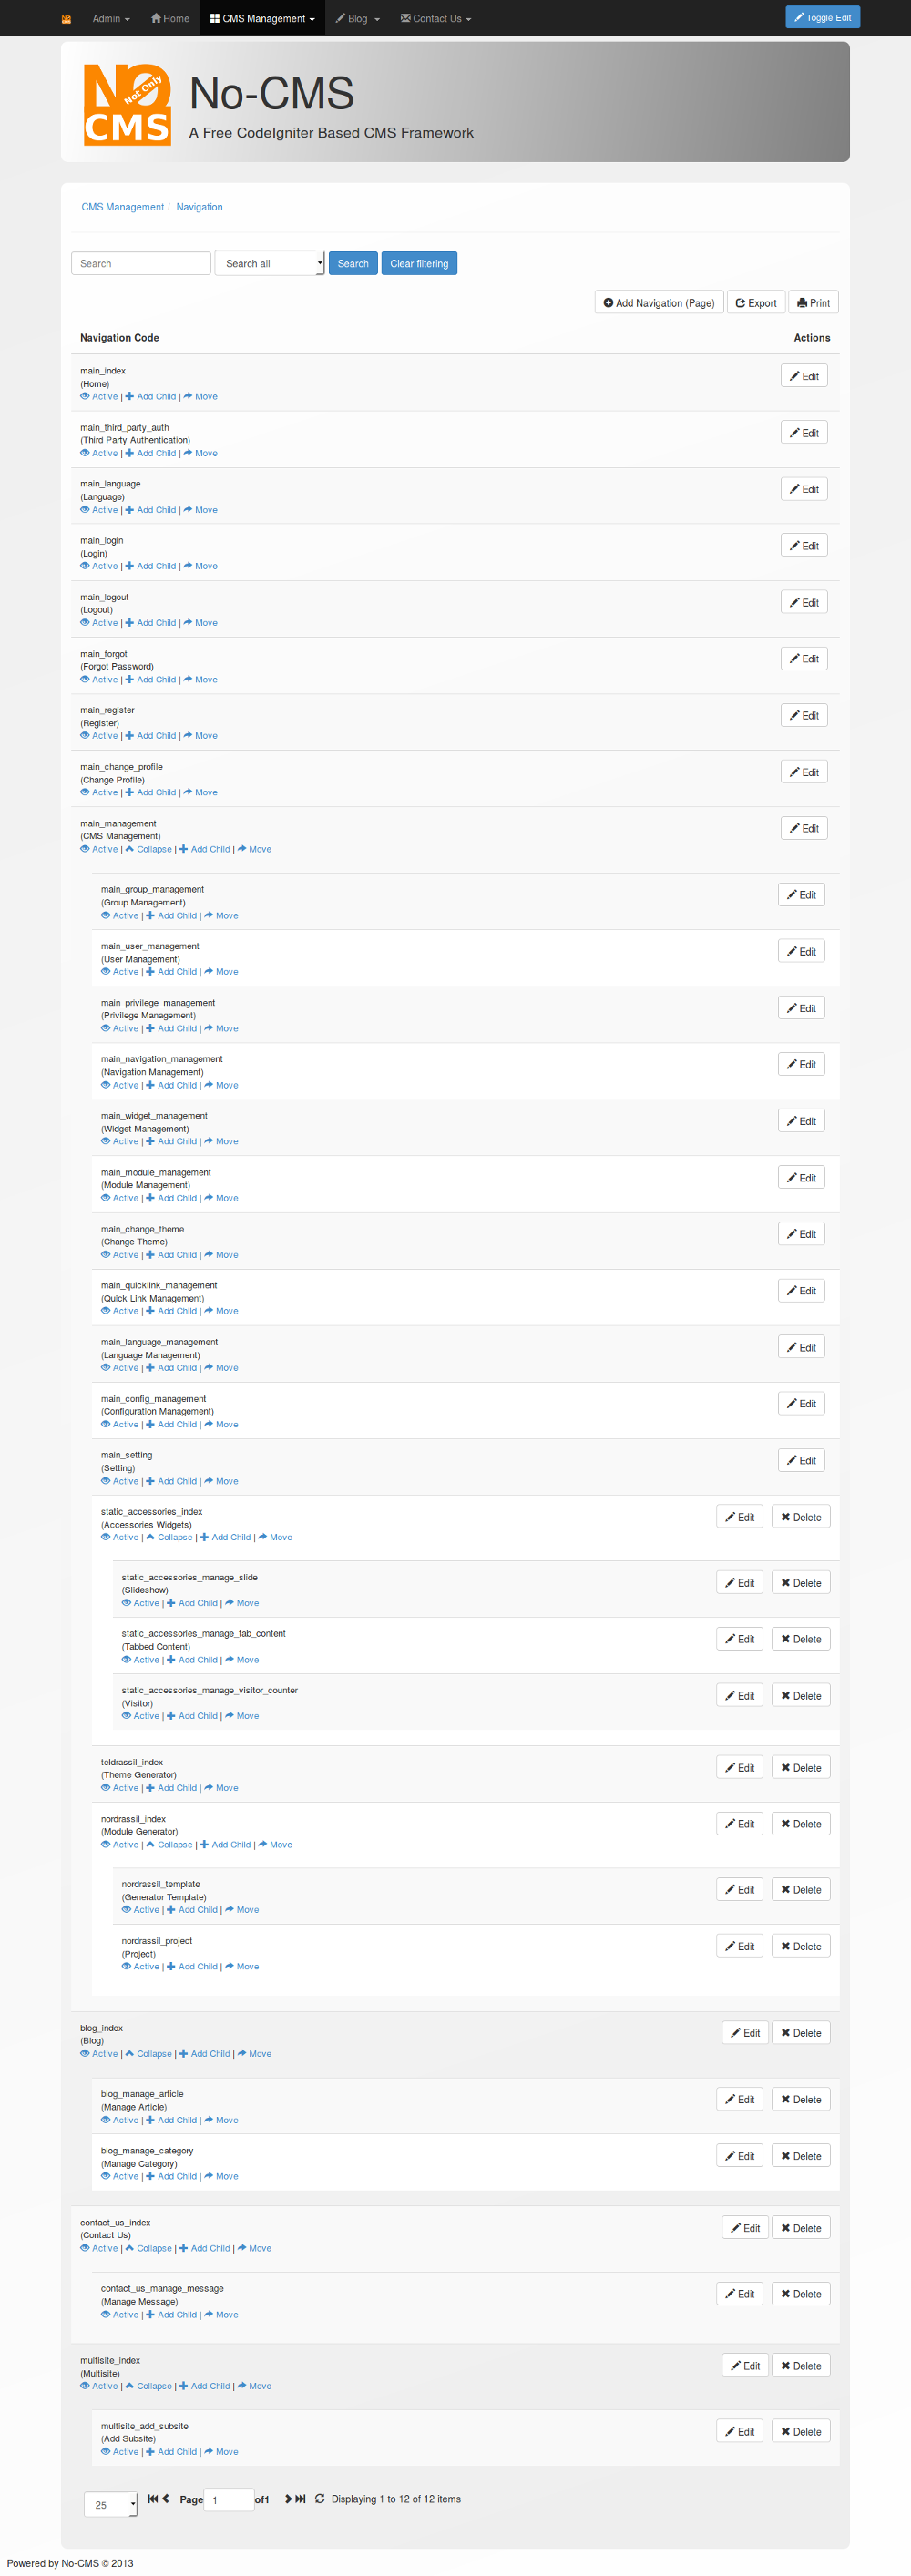 Admin Home CMS Management Blog Contact Us Toggle Edit
NO Not Only CMS
No-CMS
A Free CodeIgniter Based CMS Framework
CMS Management / Navigation
Search Search all Search Clear filtering
Add Navigation (Page) Export Print
Navigation Code Actions
main_index Edit
(Home)
Active | Add Child | Move
main_third_party_auth Edit
(Third Party Authentication)
Active | Add Child | Move
main_language Edit
(Language)
Active | Add Child | Move
main_login Edit
(Login)
Active | Add Child | Move
main_logout Edit
(Logout)
Active | Add Child | Move
main_forgot Edit
(Forgot Password)
Active | Add Child | Move
main_register Edit
(Register)
Active | Add Child | Move
main_change_profile Edit
(Change Profile)
Active | Add Child | Move
main_management Edit
(CMS Management)
Active | Collapse | Add Child | Move
main_group_management Edit
(Group Management)
Active | Add Child | Move
main_user_management Edit
(User Management)
Active | Add Child | Move
main_privilege_management Edit
(Privilege Management)
Active | Add Child | Move
main_navigation_management Edit
(Navigation Management)
Active | Add Child | Move
main_widget_management Edit
(Widget Management)
Active | Add Child | Move
main_module_management Edit
(Module Management)
Active | Add Child | Move
main_change_theme Edit
(Change Theme)
Active | Add Child | Move
main_quicklink_management Edit
(Quick Link Management)
Active | Add Child | Move
main_language_management Edit
(Language Management)
Active | Add Child | Move
main_config_management Edit
(Configuration Management)
Active | Add Child | Move
main_setting Edit
(Setting)
Active | Add Child | Move
static_accessories_index Edit Delete
(Accessories Widgets)
Active | Collapse | Add Child | Move
static_accessories_manage_slide Edit Delete
(Slideshow)
Active | Add Child | Move
static_accessories_manage_tab_content Edit Delete
(Tabbed Content)
Active | Add Child | Move
static_accessories_manage_visitor_counter Edit Delete
(Visitor)
Active | Add Child | Move
teldrassil_index Edit Delete
(Theme Generator)
Active | Add Child | Move
nordrassil_index Edit Delete
(Module Generator)
Active | Collapse | Add Child | Move
nordrassil_template Edit Delete
(Generator Template)
Active | Add Child | Move
nordrassil_project Edit Delete
(Project)
Active | Add Child | Move
blog_index Edit Delete
(Blog)
Active | Collapse | Add Child | Move
blog_manage_article Edit Delete
(Manage Article)
Active | Add Child | Move
blog_manage_category Edit Delete
(Manage Category)
Active | Add Child | Move
contact_us_index Edit Delete
(Contact Us)
Active | Collapse | Add Child | Move
contact_us_manage_message Edit Delete
(Manage Message)
Active | Add Child | Move
multisite_index Edit Delete
(Multisite)
Active | Collapse | Add Child | Move
multisite_add_subsite Edit Delete
(Add Subsite)
Active | Add Child | Move
25 Page 1 of1 Displaying 1 to 12 of 12 items
Powered by No-CMS © 2013